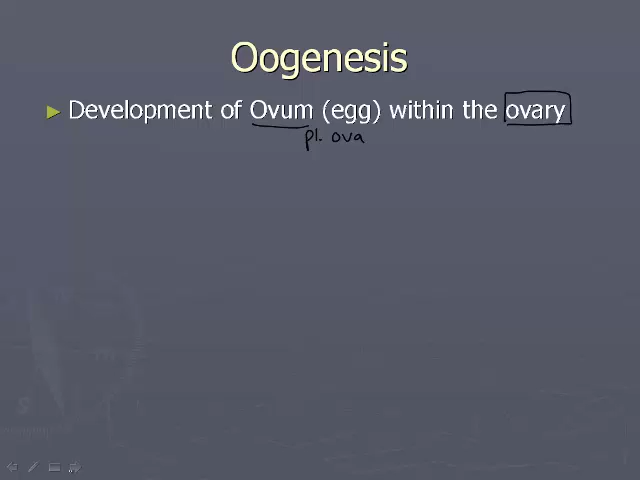 Oogenesis
► Development of Ovum (egg) within the ovary
pl. ova